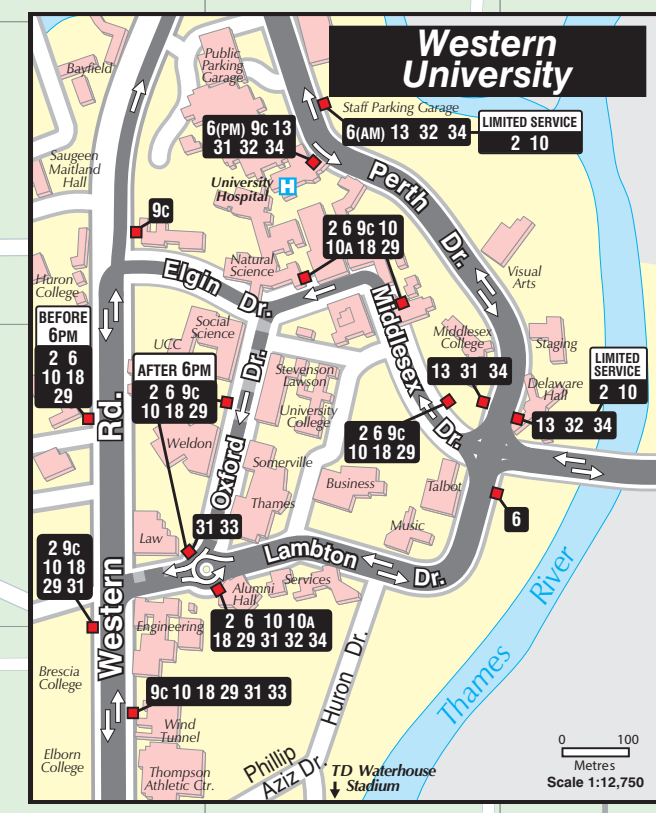 Western
University
Bayfield
Public
Parking
Garage
Staff Parking Garage
6(AM) 13 32 34
LIMITED SERVICE
2 10
6(PM) 9C 13
31 32 34
Saugeen
Maitland
Hall
University
Hospital
H
Perth Dr.
9C
2 6 9C 10
10A 18 29
Natural
Science
Elgin Dr.
Visual
Arts
Huron
College
BEFORE
6PM
2 6
10 18
29
Social
Science
UCC
Middlesex Dr.
Middlesex
College
Staging
AFTER 6PM
2 6 9C
10 18 29
Stevenson
Lawson
13 31 34
Delaware
Hall
LIMITED
SERVICE
2 10
13 32 34
University
College
2 6 9C
10 18 29
Weldon
Oxford Dr.
Somerville
Business
Talbot
Thames
6
31 33
Music
Law
Lambton Dr.
2 9C
10 18
29 31
Western Rd.
Services
Alumni
Hall
Engineering
2 6 10 10A
18 29 31 32 34
Thames River
Brescia
College
9C 10 18 29 31 33
Huron Dr.
Wind
Tunnel
Elborn
College
Thompson
Athletic Ctr.
Phillip
Aziz Dr.
TD Waterhouse
Stadium
0 100
Metres
Scale 1:12,750